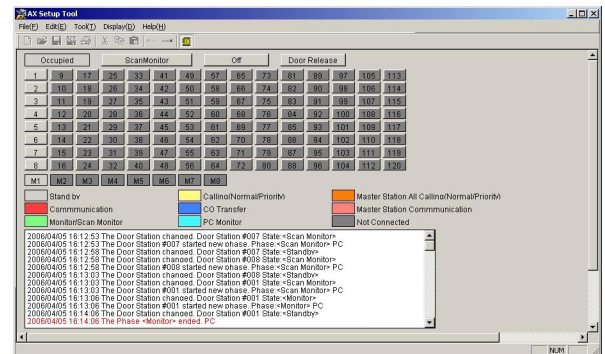 AX Setup Tool
File(F) Edit(E) Tool(T) Display(D) Help(H)
Occupied ScanMonitor Off Door Release
1 9 17 25 33 41 49 57 65 73 81 89 97 105 113
2 10 18 26 34 42 50 58 66 74 82 90 98 106 114
3 11 19 27 35 43 51 59 67 75 83 91 99 107 115
4 12 20 28 36 44 52 60 68 76 84 92 100 108 116
5 13 21 29 37 45 53 61 69 77 85 93 101 109 117
6 14 22 30 38 46 54 62 70 78 86 94 102 110 118
7 15 23 31 39 47 55 63 71 79 87 95 103 111 119
8 16 24 32 40 48 56 64 72 80 88 96 104 112 120
M1 M2 M3 M4 M5 M6 M7 M8
Stand by Calling(Normal/Priority) Master Station All Calling(Normal/Priority)
Cornmmunication CO Transfer Master Station Commmunication
Monitor/Scan Monitor PC Monitor Not Connected
2006/04/05 16:12:53 The Door Station changed. Door Station #007 State:<Scan Monitor>
2006/04/05 16:12:53 The Door Station #007 started new phase. Phase:<Scan Monitor> PC
2006/04/05 16:12:58 The Door Station changed. Door Station #007 State:<Standby>
2006/04/05 16:12:58 The Door Station changed. Door Station #008 State:<Scan Monitor>
2006/04/05 16:12:58 The Door Station #008 started new phase. Phase:<Scan Monitor> PC
2006/04/05 16:13:03 The Door Station changed. Door Station #008 State:<Standby>
2006/04/05 16:13:03 The Door Station changed. Door Station #001 State:<Scan Monitor>
2006/04/05 16:13:03 The Door Station #001 started new phase. Phase:<Scan Monitor> PC
2006/04/05 16:13:06 The Door Station changed. Door Station #001 State:<Monitor>
2006/04/05 16:13:06 The Door Station #001 started new phase. Phase:<Monitor> PC
2006/04/05 16:14:06 The Door Station changed. Door Station #001 State:<Standby>
2006/04/05 16:14:06 The Phase <Monitor> ended. PC
NUM